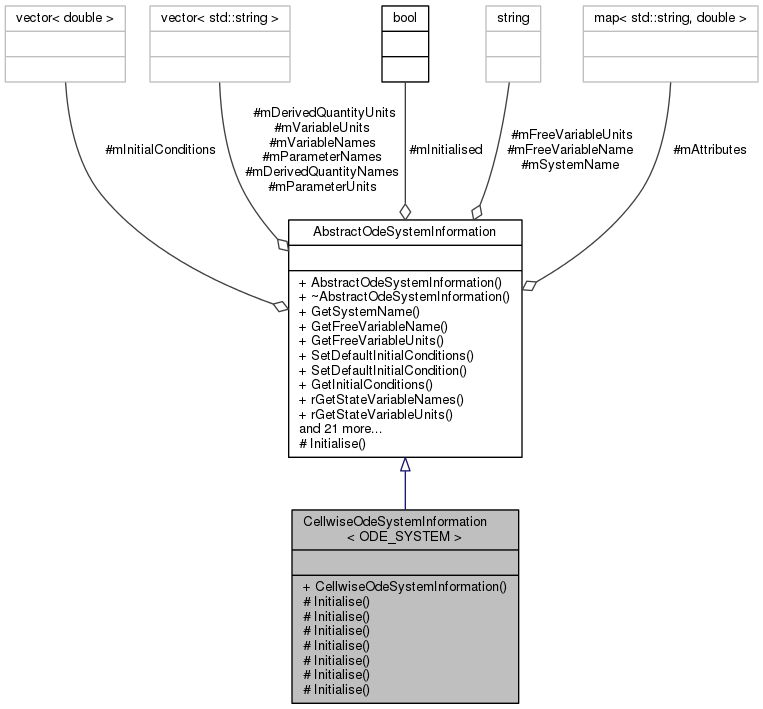 vector< double >
vector< std::string >
bool
string
map< std::string, double >
#mInitialConditions
#mDerivedQuantityUnits
#mVariableUnits
#mVariableNames
#mParameterNames
#mDerivedQuantityNames
#mParameterUnits
#mInitialised
#mFreeVariableUnits
#mFreeVariableName
#mSystemName
#mAttributes
AbstractOdeSystemInformation
+ AbstractOdeSystemInformation()
+ ~AbstractOdeSystemInformation()
+ GetSystemName()
+ GetFreeVariableName()
+ GetFreeVariableUnits()
+ SetDefaultInitialConditions()
+ SetDefaultInitialCondition()
+ GetInitialConditions()
+ rGetStateVariableNames()
+ rGetStateVariableUnits()
and 21 more...
# Initialise()
CellwiseOdeSystemInformation
< ODE_SYSTEM >
+ CellwiseOdeSystemInformation()
# Initialise()
# Initialise()
# Initialise()
# Initialise()
# Initialise()
# Initialise()
# Initialise()